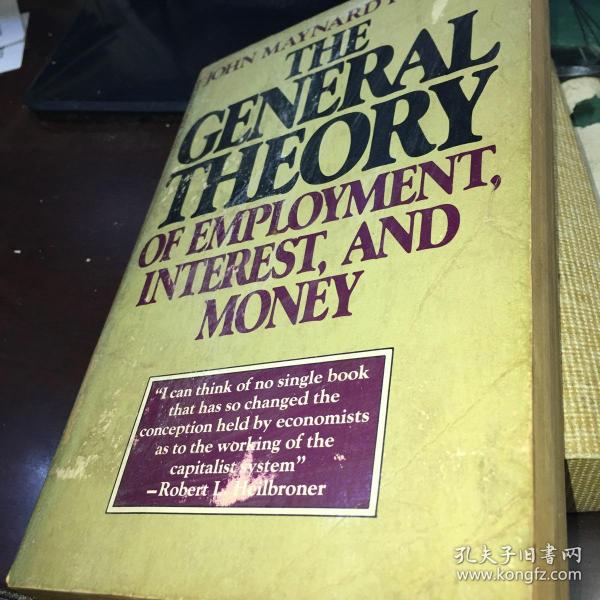 JOHN MAYNARD
THE
GENERAL
THEORY
OF EMPLOYMENT,
INTEREST, AND
MONEY
"I can think of no single book
that has so changed the
conception held by economists
as to the working of the
capitalist system"
—Robert L. Heilbroner
孔夫子旧书网
www.kongfz.com